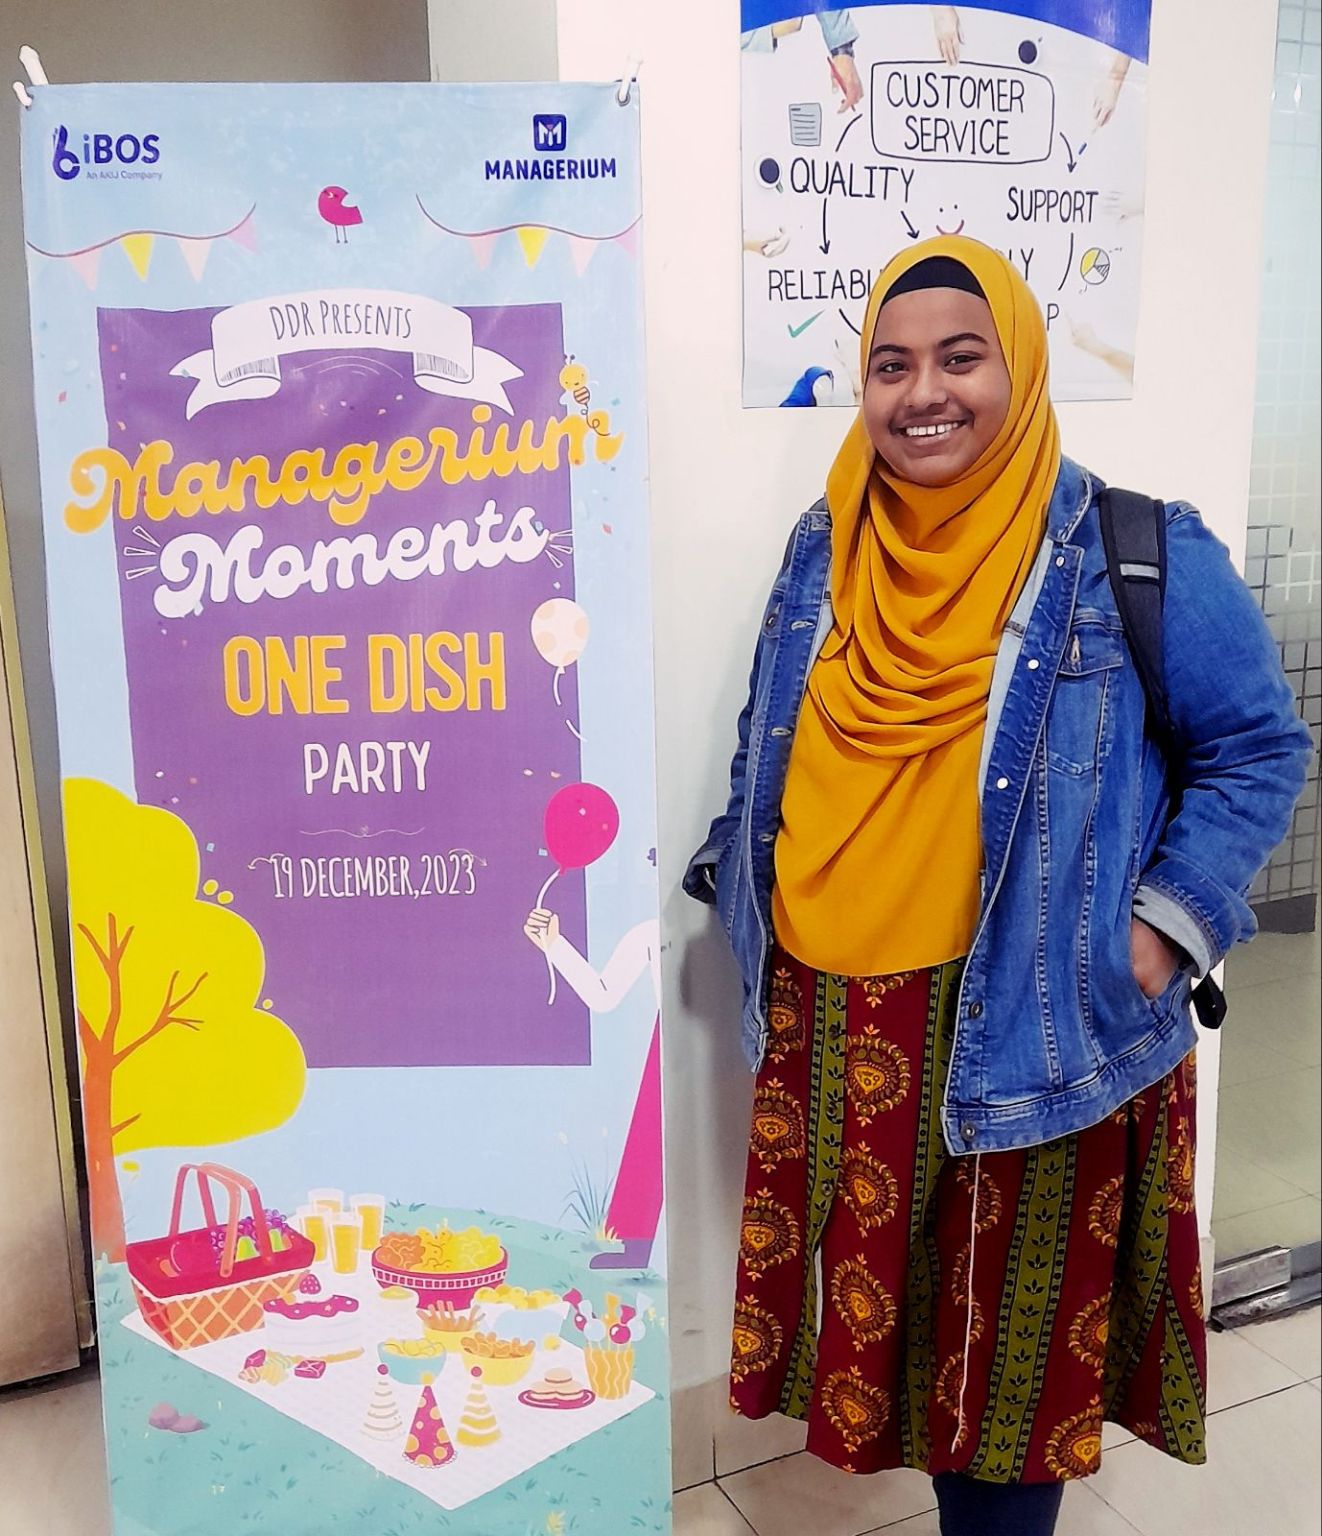 iBOS
An AKIJ Company
MANAGERIUM
DDR PRESENTS
Managerium
Moments
ONE DISH
PARTY
19 DECEMBER, 2023
CUSTOMER
SERVICE
QUALITY
SUPPORT